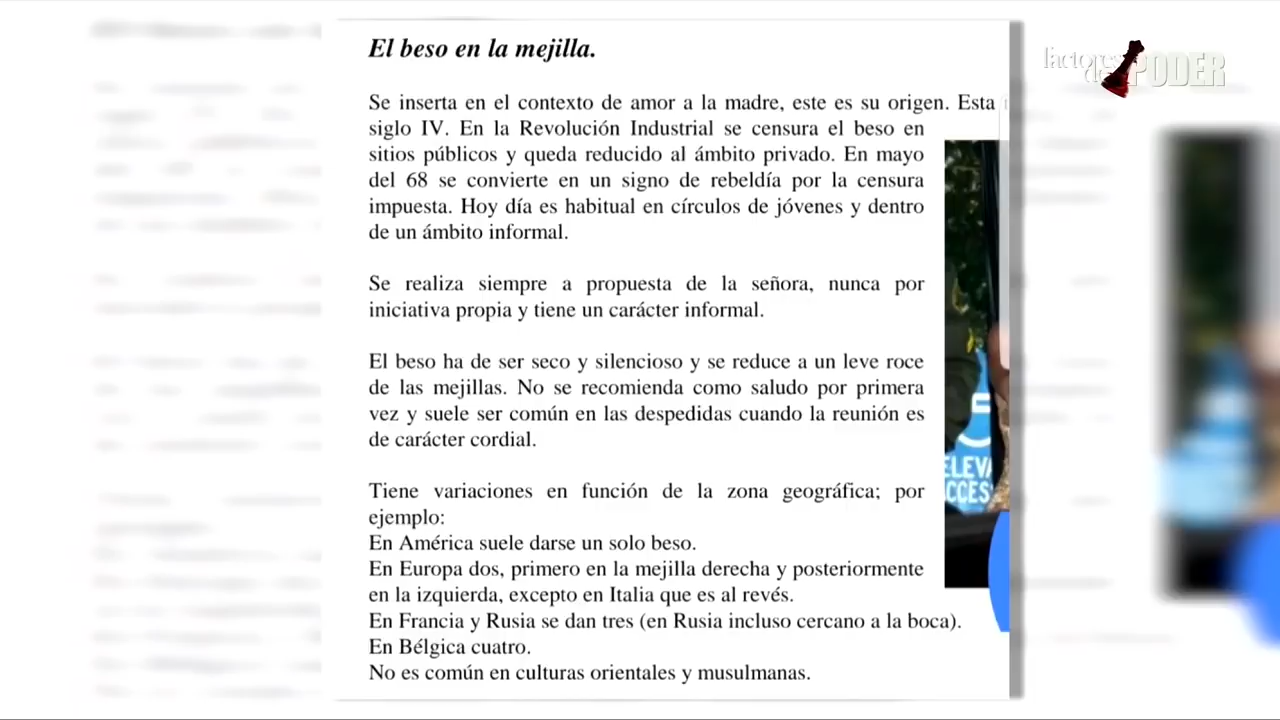 El beso en la mejilla.
Se inserta en el contexto de amor a la madre, este es su origen. Esta
siglo IV. En la Revolución Industrial se censura el beso en
sitios públicos y queda reducido al ámbito privado. En mayo
del 68 se convierte en un signo de rebeldía por la censura
impuesta. Hoy día es habitual en círculos de jóvenes y dentro
de un ámbito informal.
Se realiza siempre a propuesta de la señora, nunca por
iniciativa propia y tiene un carácter informal.
El beso ha de ser seco y silencioso y se reduce a un leve roce
de las mejillas. No se recomienda como saludo por primera
vez y suele ser común en las despedidas cuando la reunión es
de carácter cordial.
Tiene variaciones en función de la zona geográfica; por
ejemplo:
En América suele darse un solo beso.
En Europa dos, primero en la mejilla derecha y posteriormente
en la izquierda, excepto en Italia que es al revés.
En Francia y Rusia se dan tres (en Rusia incluso cercano a la boca).
En Bélgica cuatro.
No es común en culturas orientales y musulmanas.
factores
de PODER
ELEVA
CCES